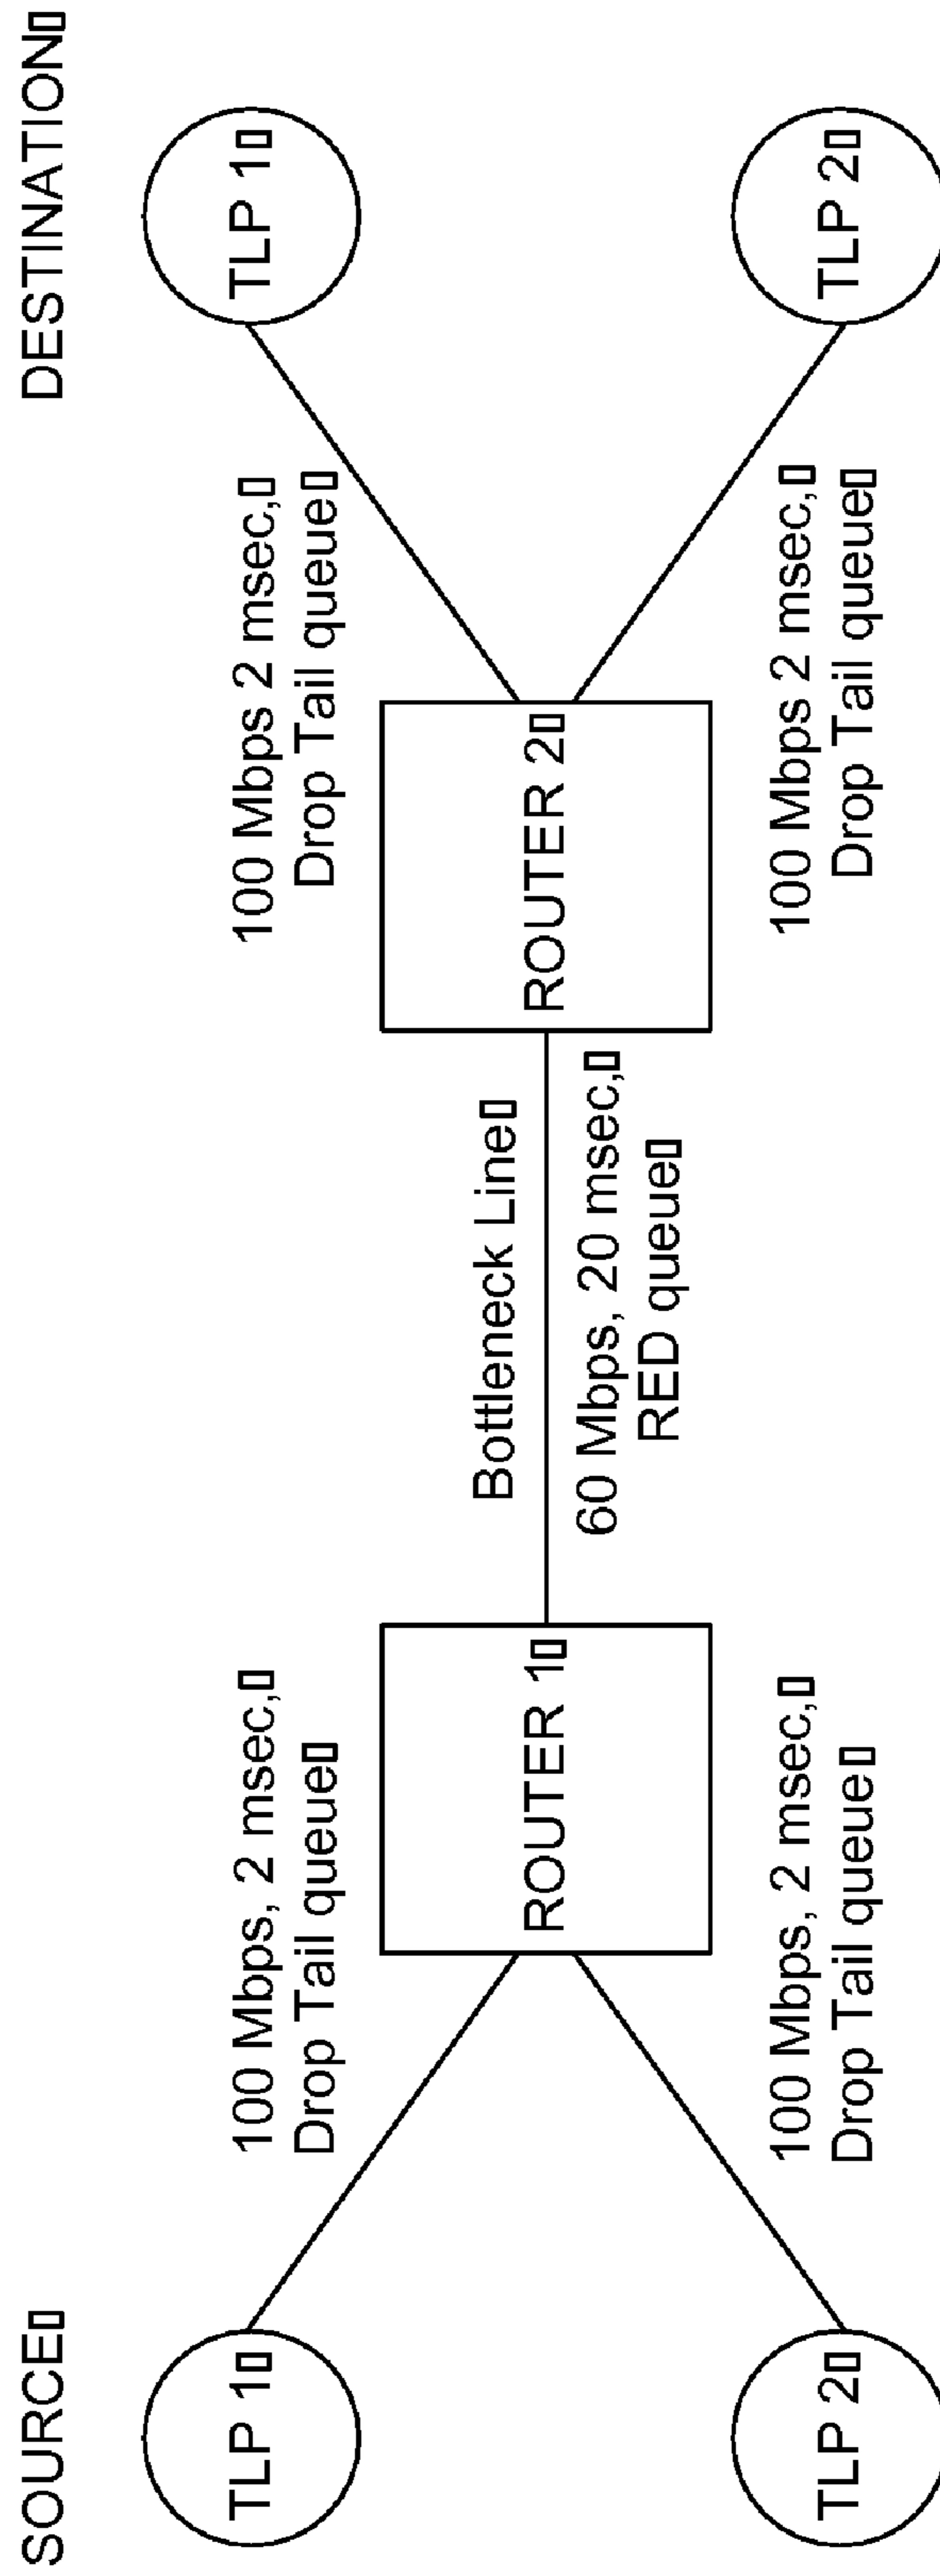 SOURCE
DESTINATION
TLP 1
100 Mbps, 2 msec,
Drop Tail queue
100 Mbps 2 msec,
Drop Tail queue
TLP 1
ROUTER 1
Bottleneck Line
60 Mbps, 20 msec,
RED queue
ROUTER 2
TLP 2
100 Mbps, 2 msec,
Drop Tail queue
100 Mbps 2 msec,
Drop Tail queue
TLP 2